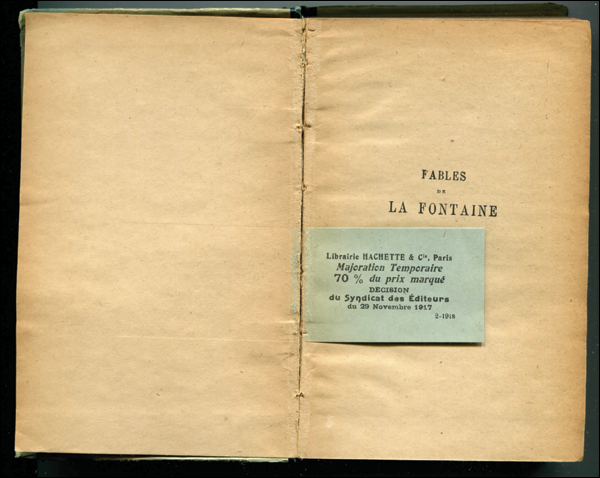 FABLES
DE
LA FONTAINE
Librairie HACHETTE & Cie, Paris
Majoration Temporaire
70 % du prix marqué
DÉCISION
du Syndicat des Éditeurs
du 29 Novembre 1917
2-1918